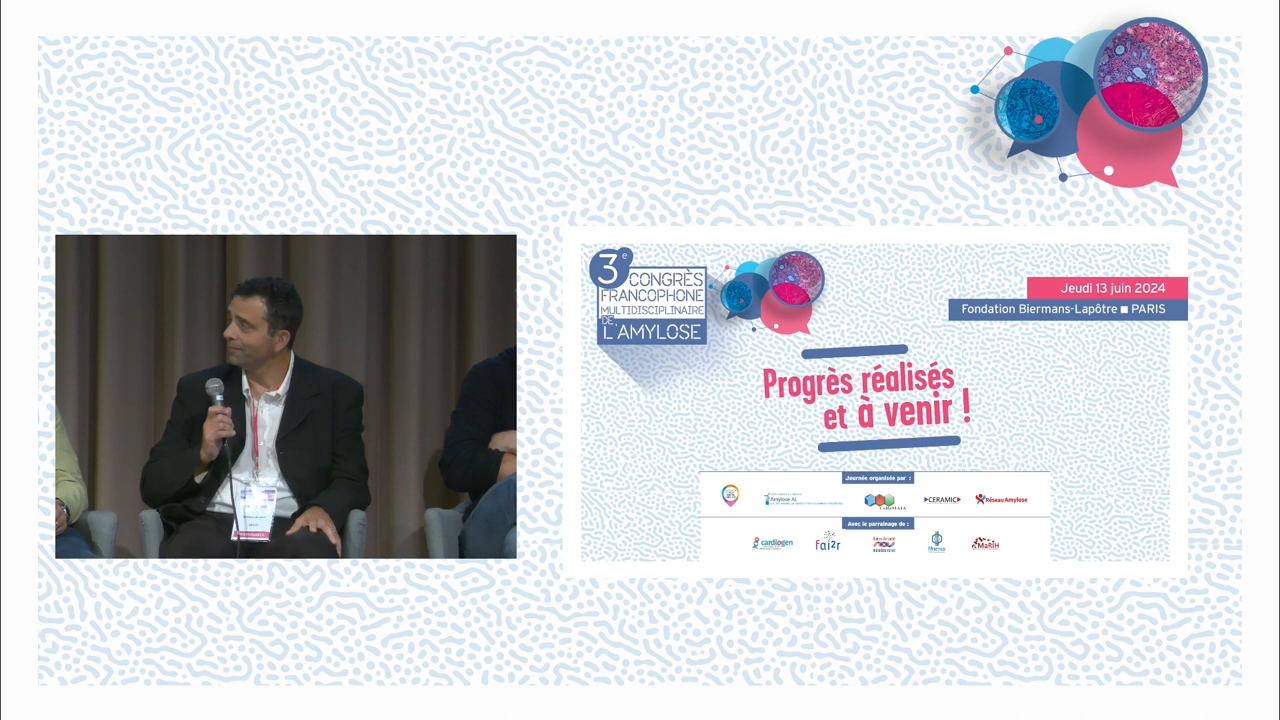 3e
CONGRÈS
FRANCOPHONE
MULTIDISCIPLINAIRE
DE
L'AMYLOSE
Jeudi 13 juin 2024
Fondation Biermans-Lapôtre ■ PARIS
Progrès réalisés
et à venir !
Journée organisée par :
Amylose AL
CERAMIC
Réseau Amylose
Avec le parrainage de :
cardiogen
fai2r
filnemus
MaRIH